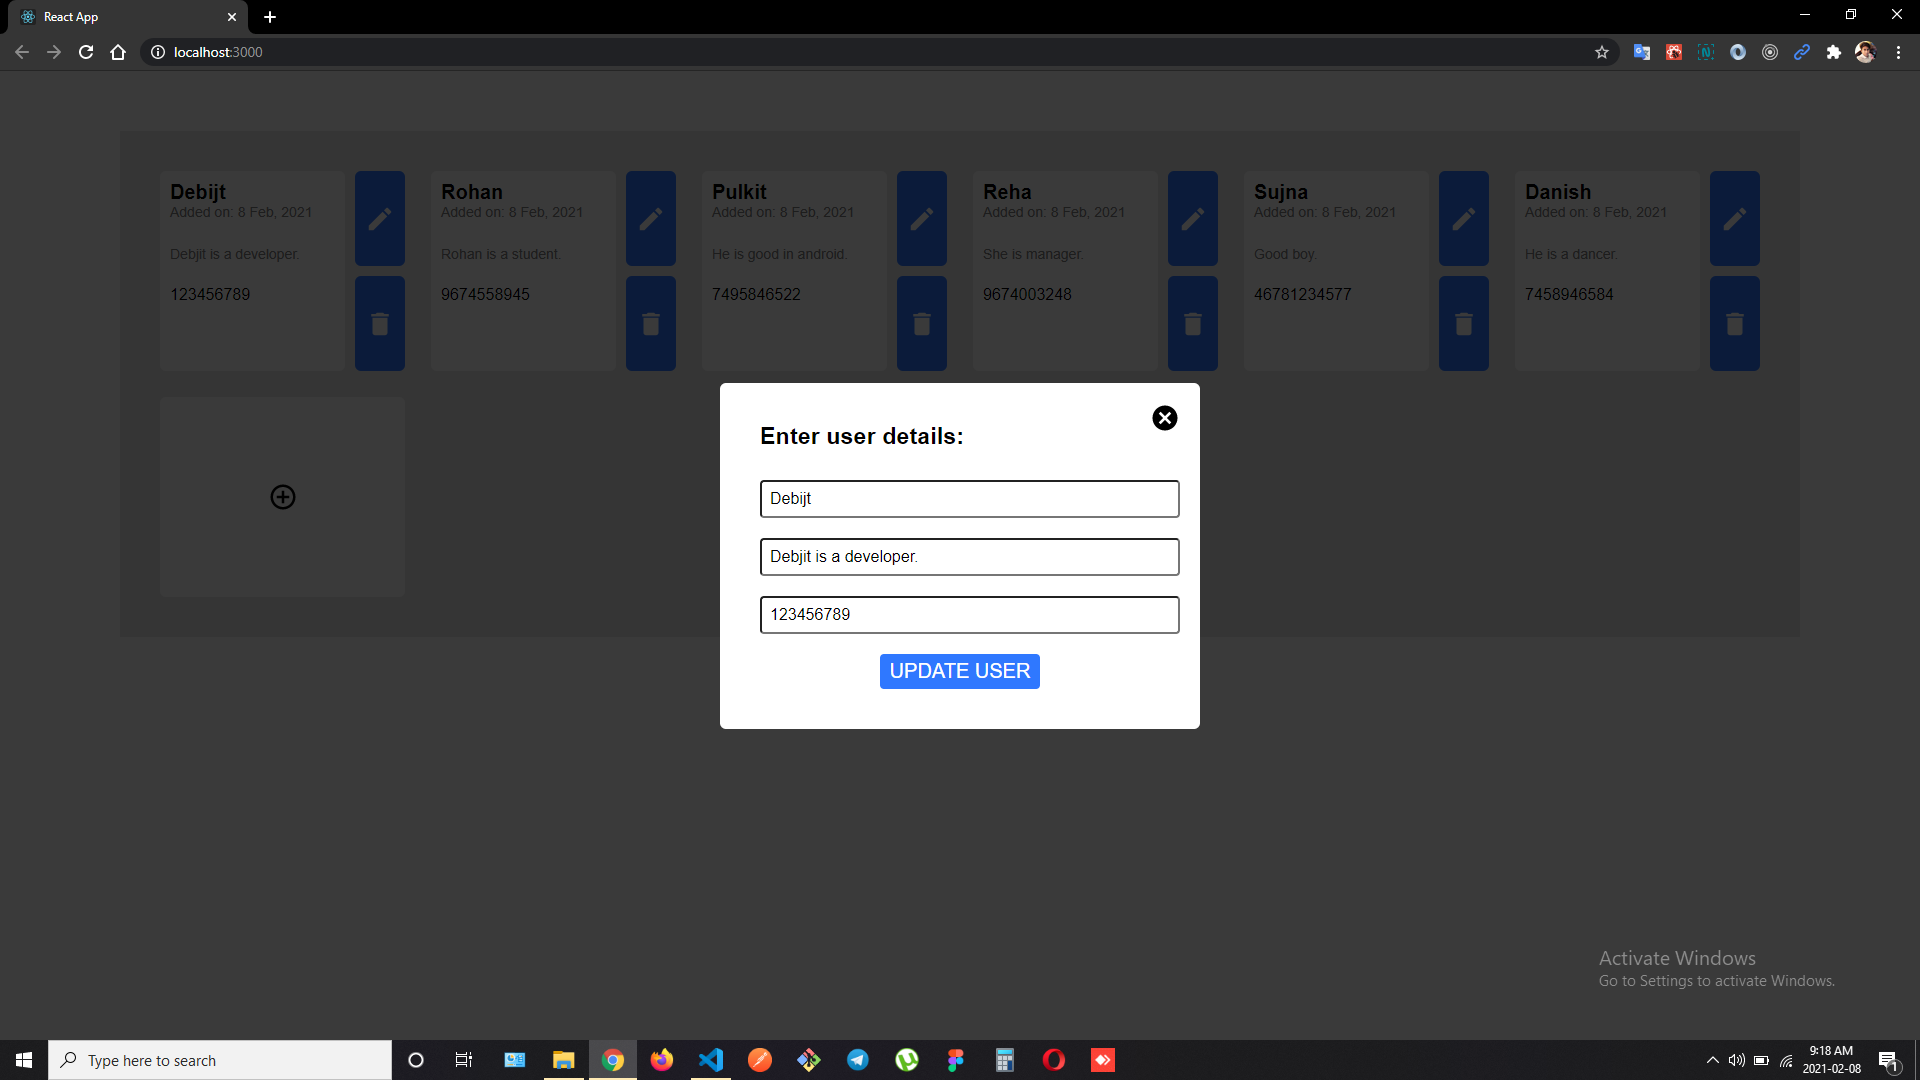 React App
localhost:3000
Debijt
Added on: 8 Feb, 2021
Debjit is a developer.
123456789
Rohan
Added on: 8 Feb, 2021
Rohan is a student.
9674558945
Pulkit
Added on: 8 Feb, 2021
He is good in android.
7495846522
Reha
Added on: 8 Feb, 2021
She is manager.
9674003248
Sujna
Added on: 8 Feb, 2021
Good boy.
46781234577
Danish
Added on: 8 Feb, 2021
He is a dancer.
7458946584
Enter user details:
Debijt
Debjit is a developer.
123456789
UPDATE USER
Activate Windows
Go to Settings to activate Windows.
Type here to search
9:18 AM
2021-02-08
1